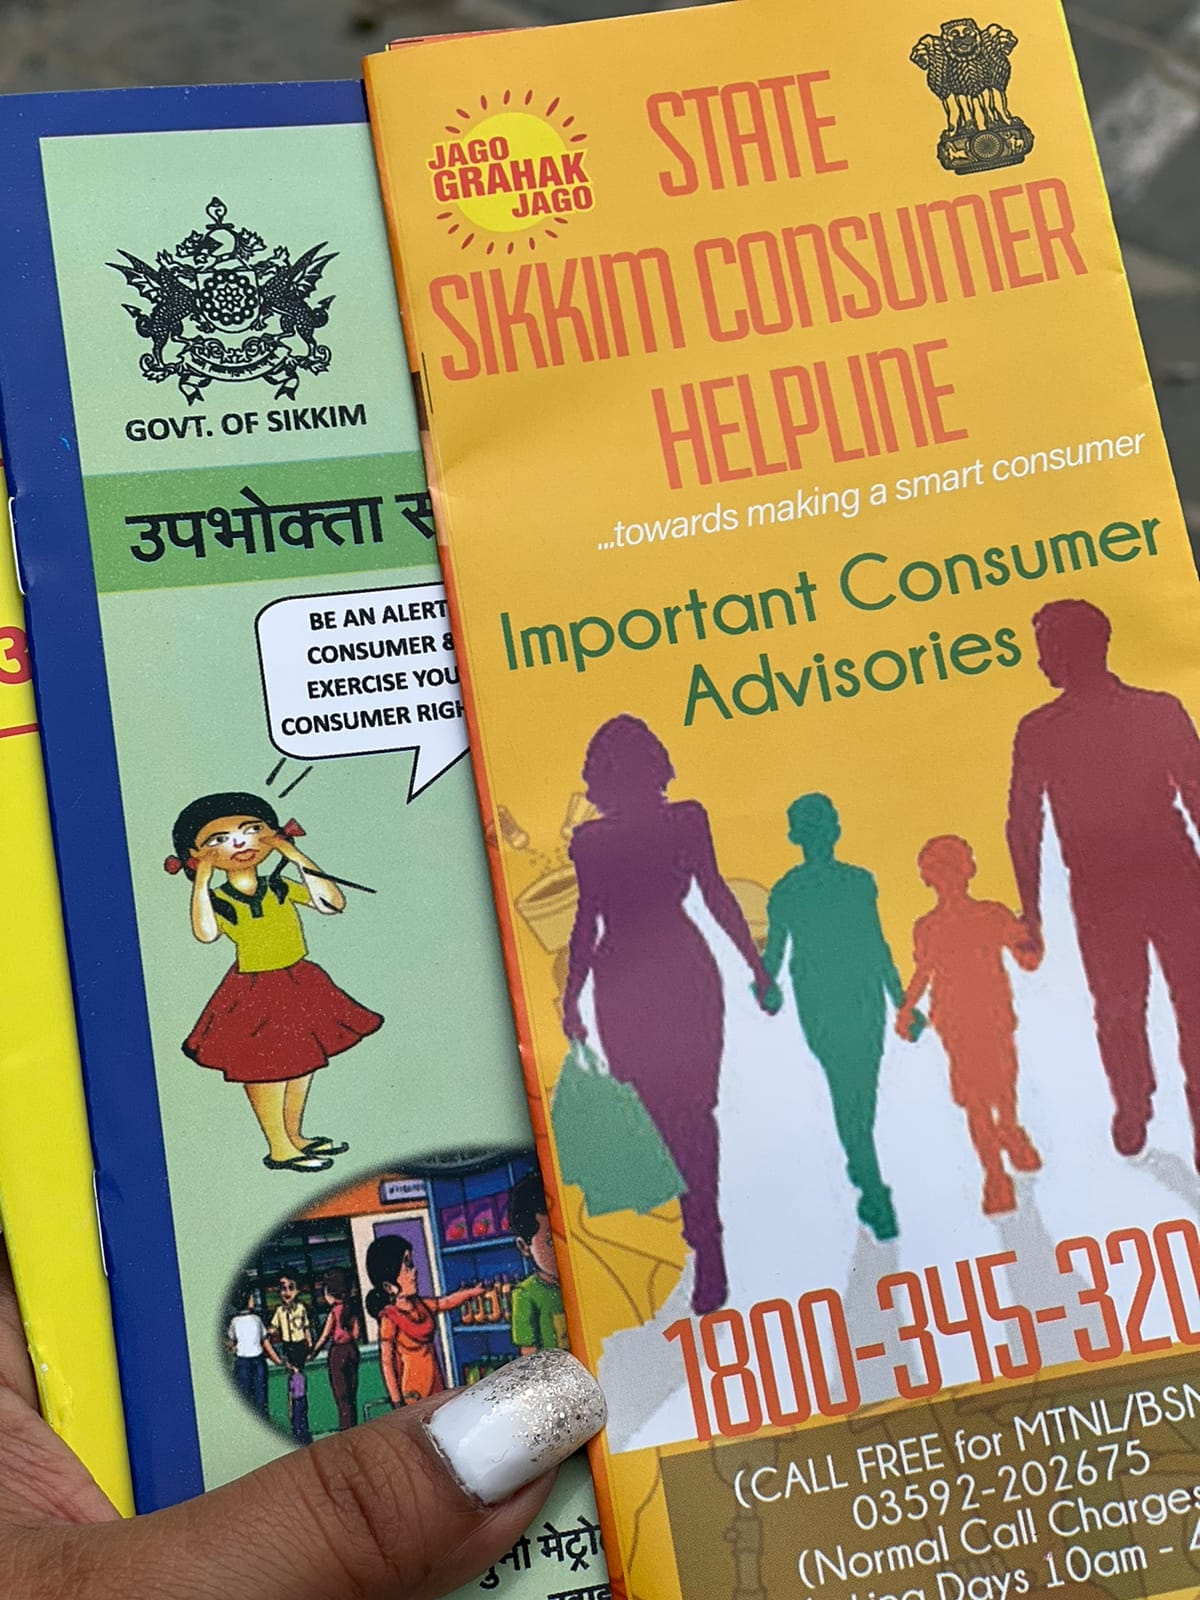 GOVT. OF SIKKIM
उपभोक्ता
BE AN ALERT
CONSUMER &
EXERCISE YOU
CONSUMER RIGH
मेट्रो
JAGO
GRAHAK
JAGO
STATE
SIKKIM CONSUMER
HELPLINE
...towards making a smart consumer
Important Consumer
Advisories
1800-345-320
(CALL FREE for MTNL/BSN
03592-202675
(Normal Call Charges
Days 10am -